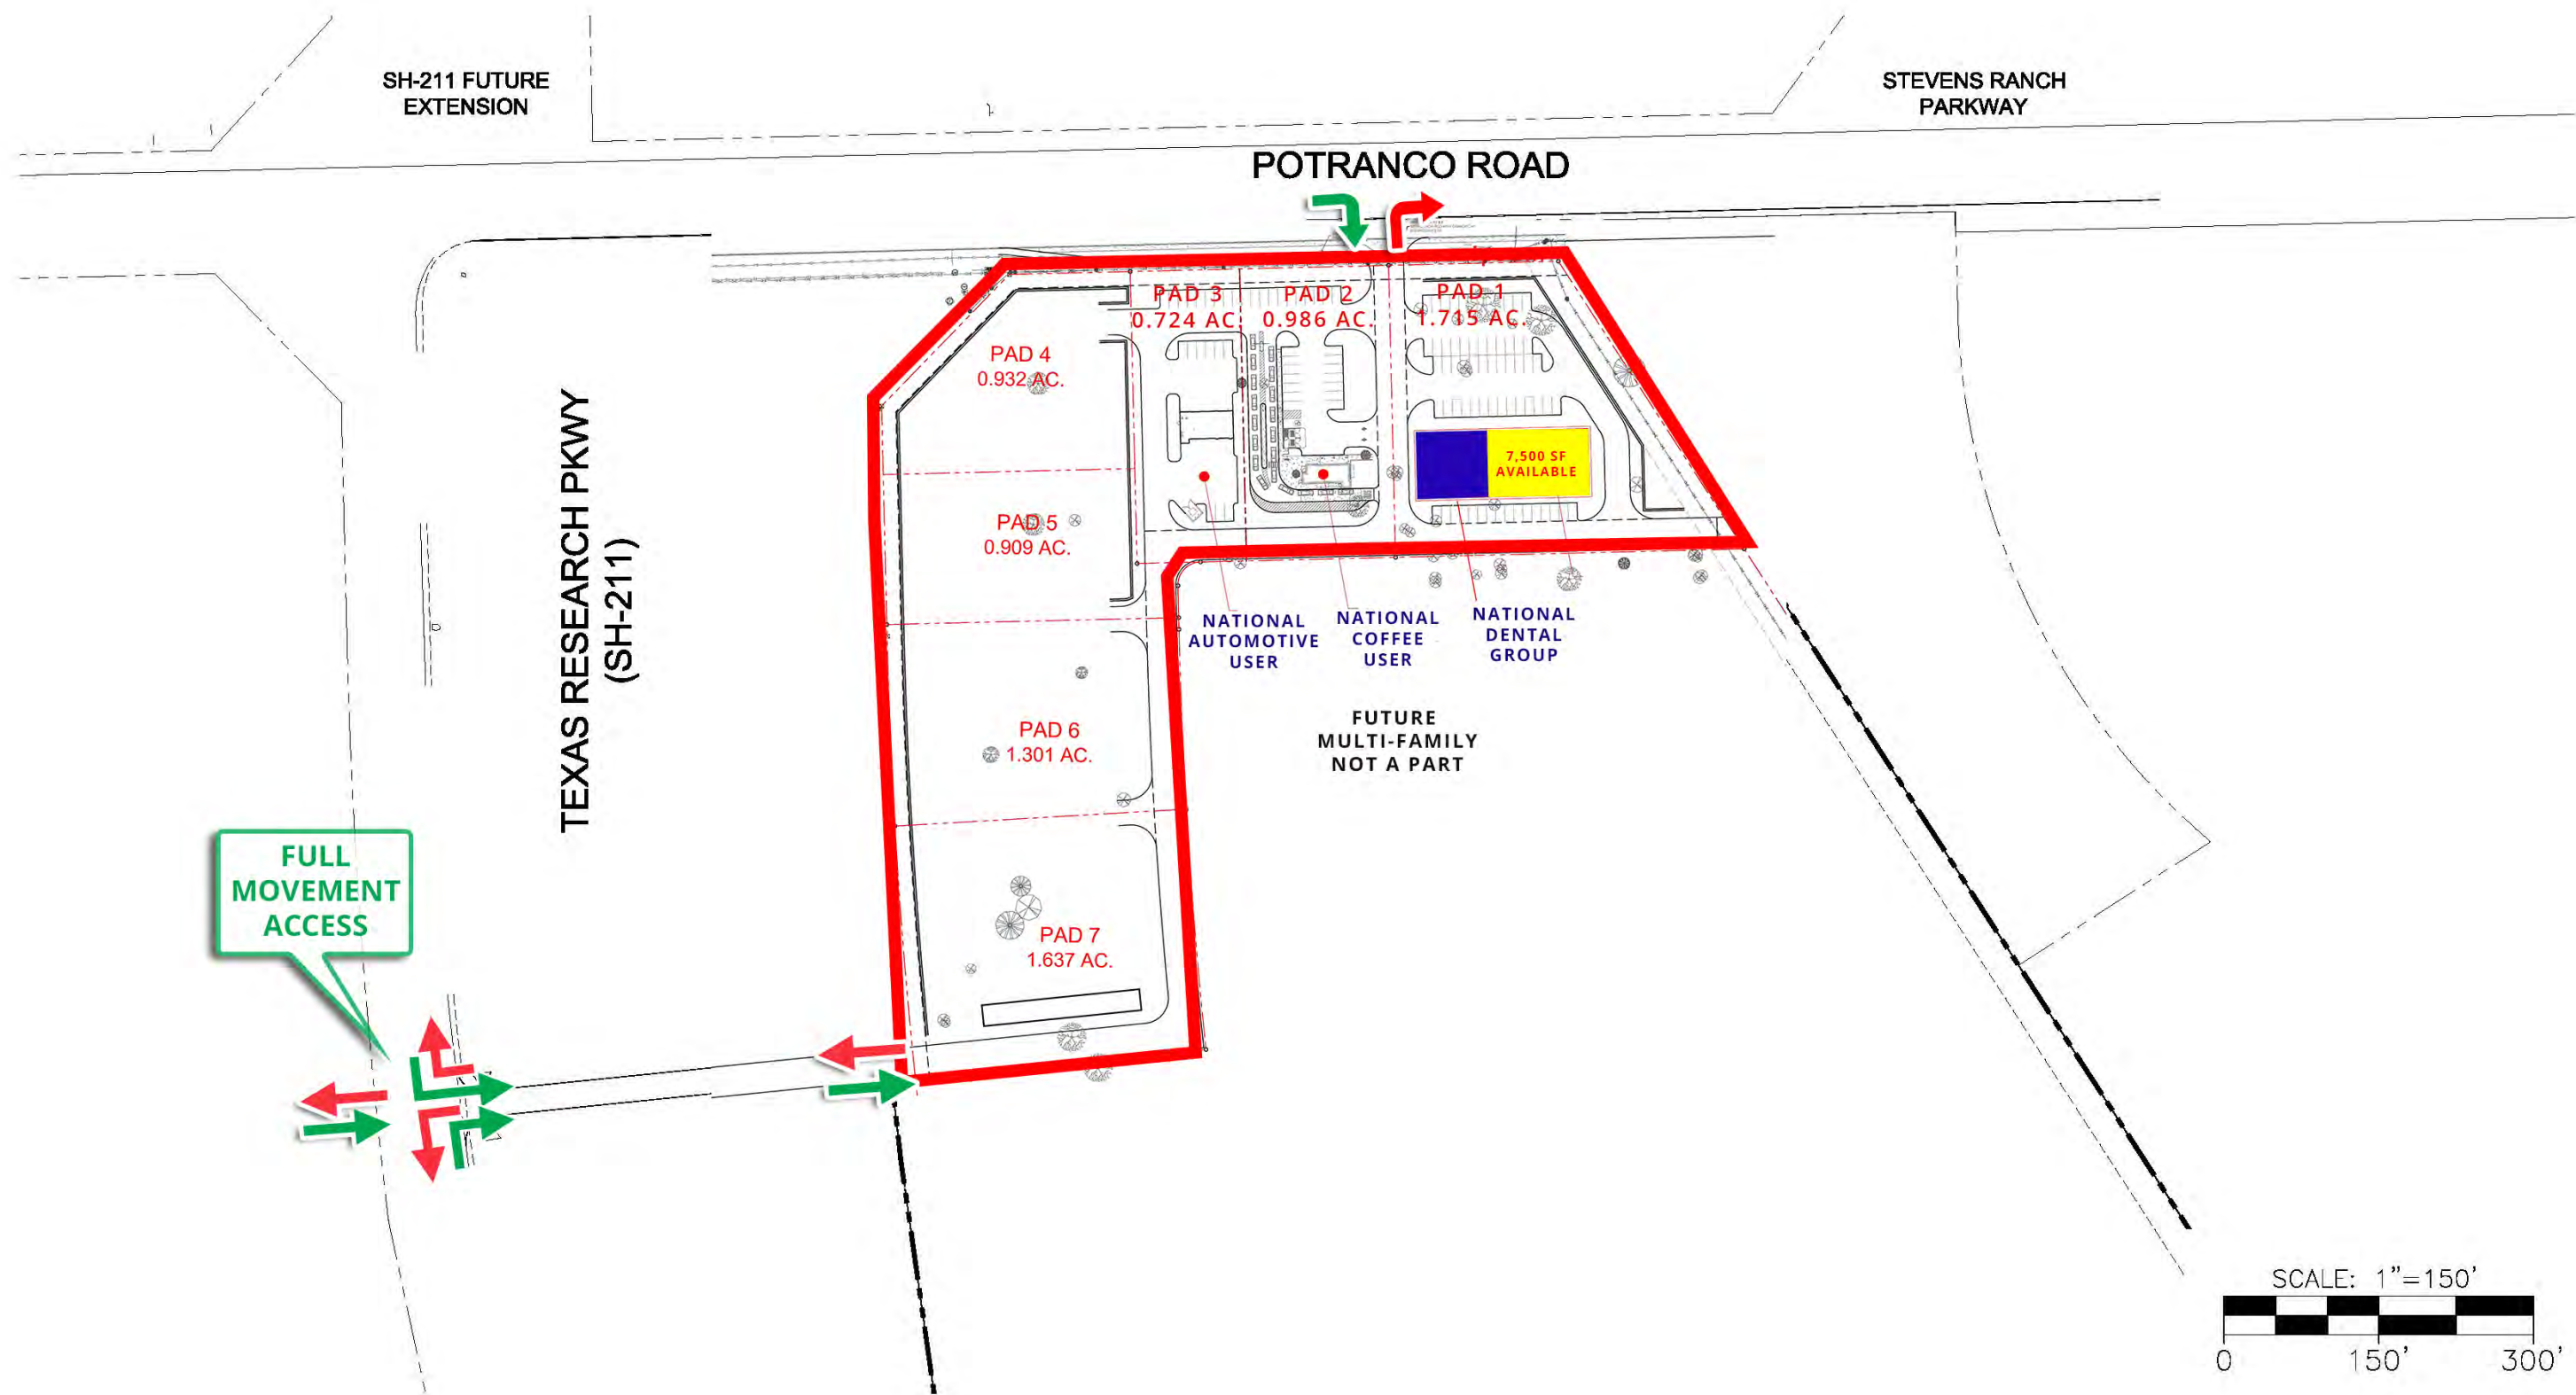 SH-211 FUTURE
EXTENSION
STEVENS RANCH
PARKWAY
POTRANCO ROAD
PAD 3
0.724 AC.
PAD 2
0.986 AC.
PAD 1
1.715 AC.
PAD 4
0.932 AC.
7,500 SF
AVAILABLE
PAD 5
0.909 AC.
TEXAS RESEARCH PKWY
(SH-211)
NATIONAL
AUTOMOTIVE
USER
NATIONAL
COFFEE
USER
NATIONAL
DENTAL
GROUP
PAD 6
1.301 AC.
FUTURE
MULTI-FAMILY
NOT A PART
FULL
MOVEMENT
ACCESS
PAD 7
1.637 AC.
SCALE: 1"=150'
0 150' 300'